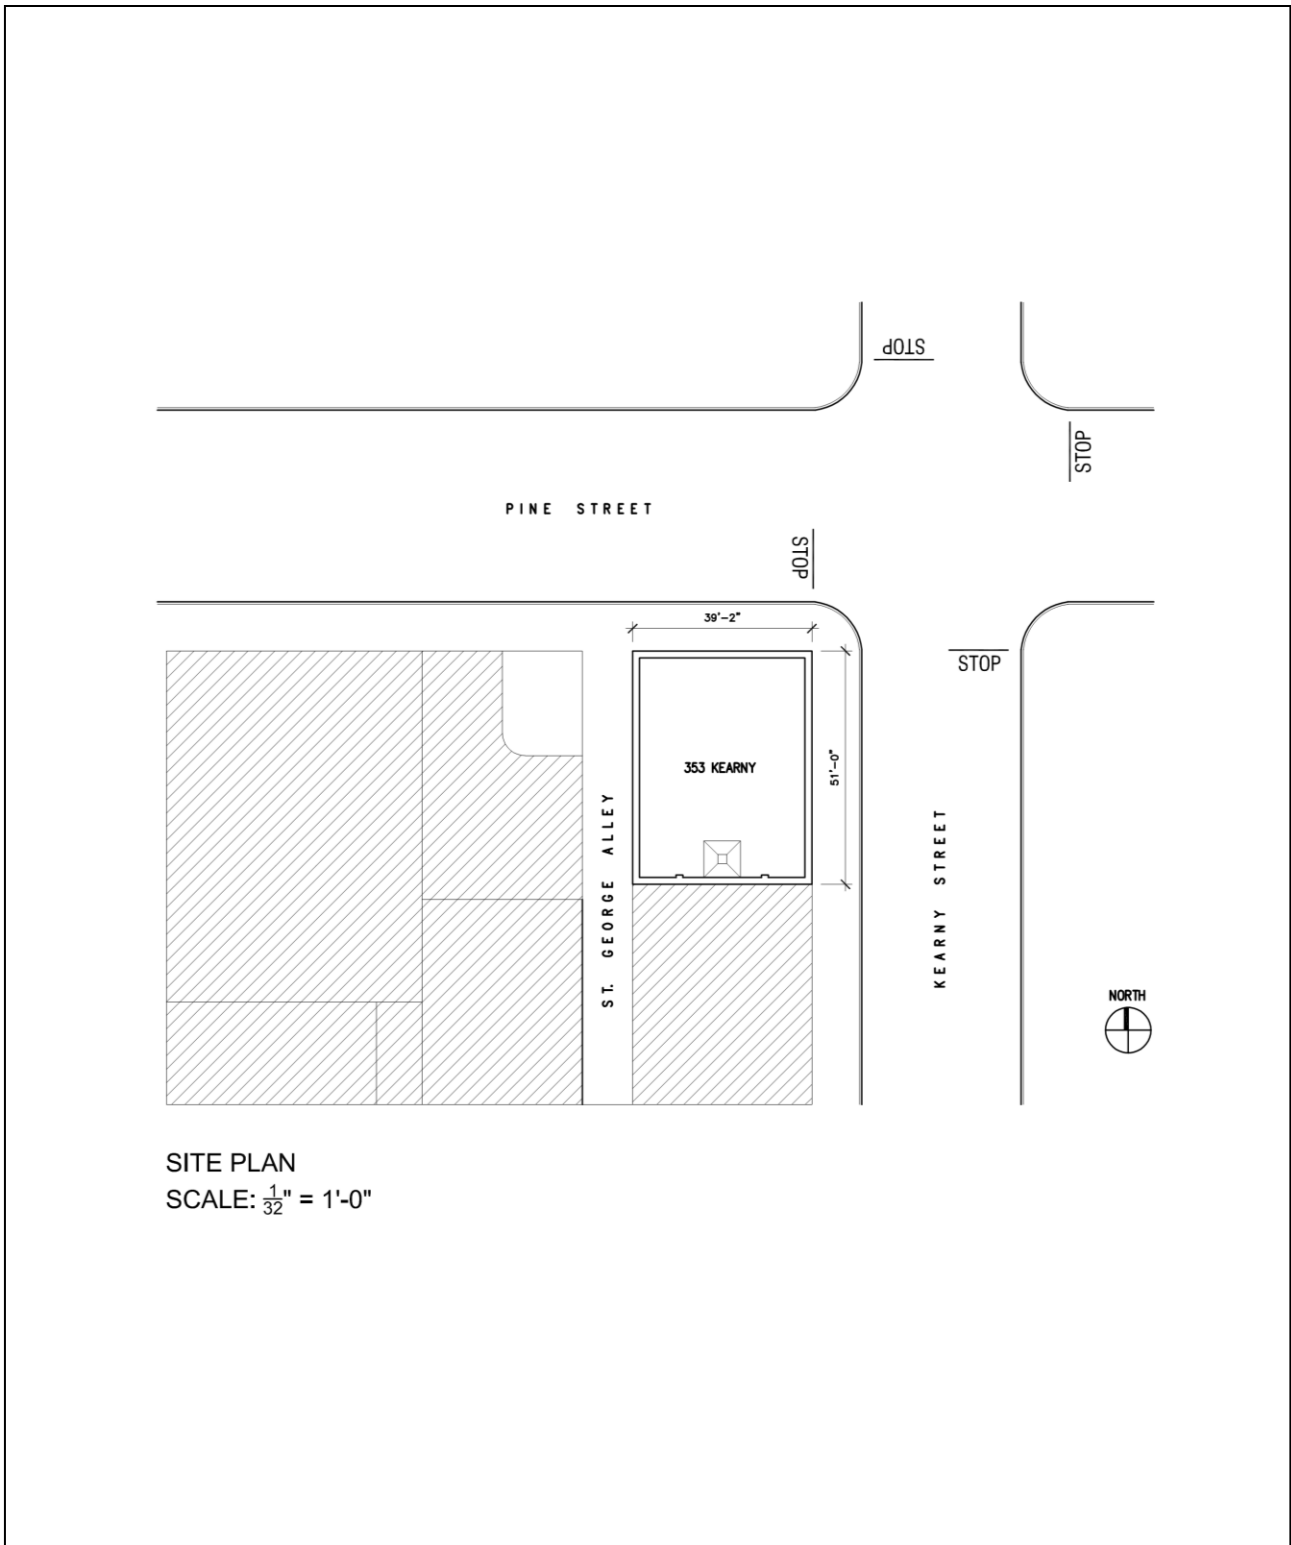 STOP
STOP
PINE STREET
STOP
39'-2"
STOP
353 KEARNY
51'-0"
ST. GEORGE ALLEY
KEARNY STREET
NORTH
SITE PLAN
SCALE: 1/32" = 1'-0"